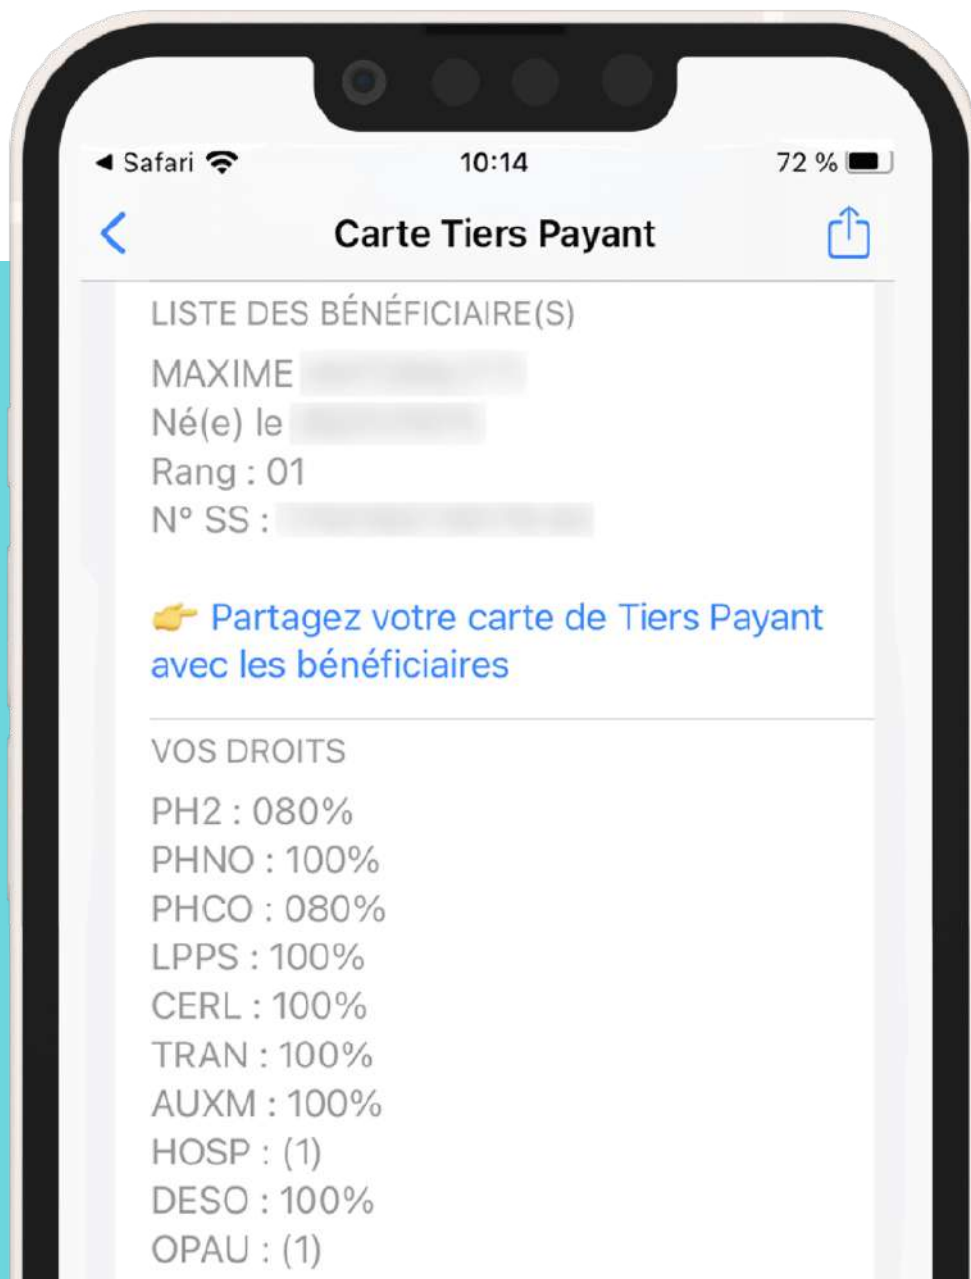 Safari
10:14
72 %
Carte Tiers Payant
LISTE DES BÉNÉFICIAIRE(S)
MAXIME
Né(e) le
Rang : 01
N° SS :
👉 Partagez votre carte de Tiers Payant
avec les bénéficiaires
VOS DROITS
PH2 : 080%
PHNO : 100%
PHCO : 080%
LPPS : 100%
CERL : 100%
TRAN : 100%
AUXM : 100%
HOSP : (1)
DESO : 100%
OPAU : (1)